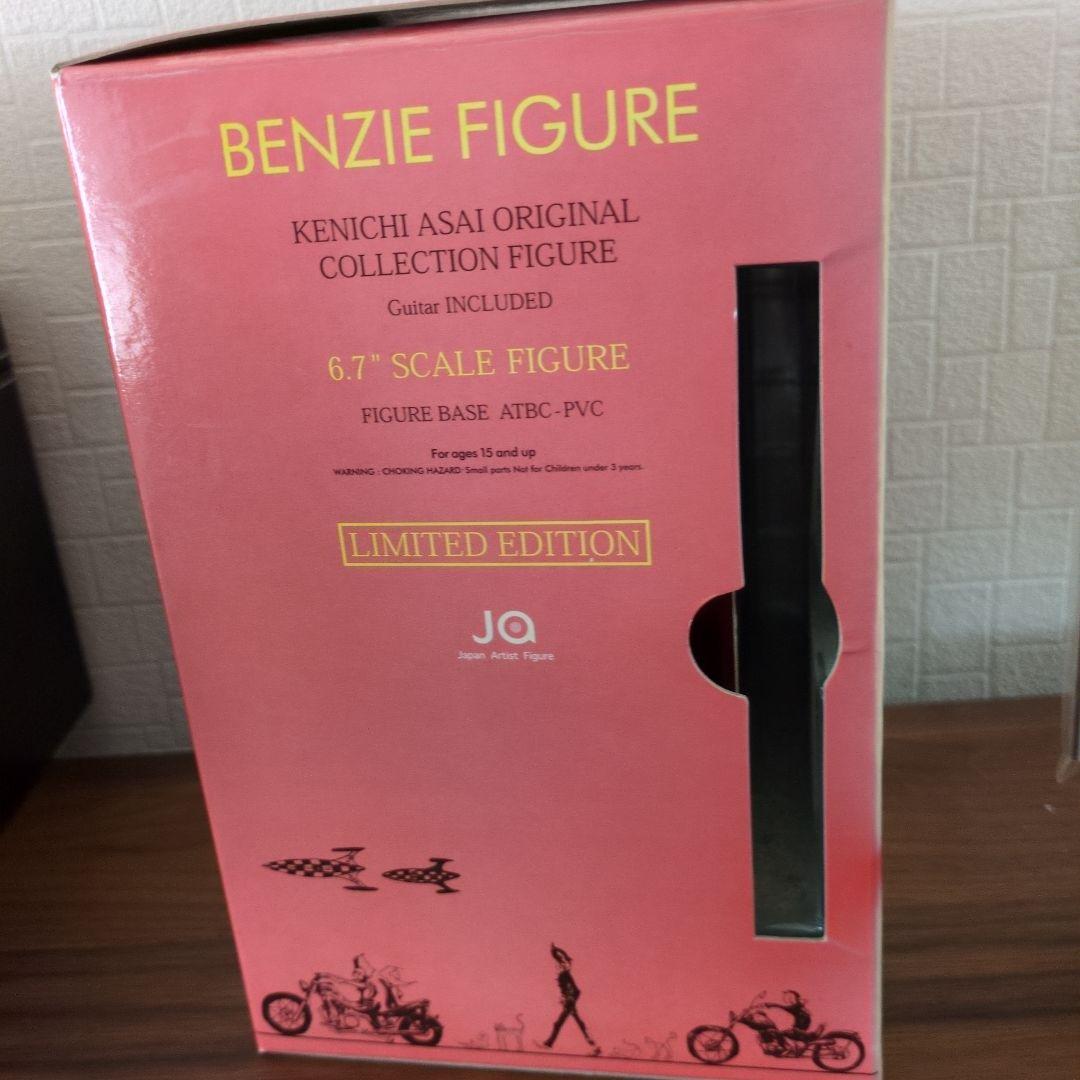 BENZIE FIGURE
KENICHI ASAI ORIGINAL
COLLECTION FIGURE
Guitar INCLUDED
6.7" SCALE FIGURE
FIGURE BASE ATBC-PVC
For ages 15 and up
WARNING : CHOKING HAZARD: Small parts Not for Children under 3 years.
LIMITED EDITION
Ja
Japan Artist Figure